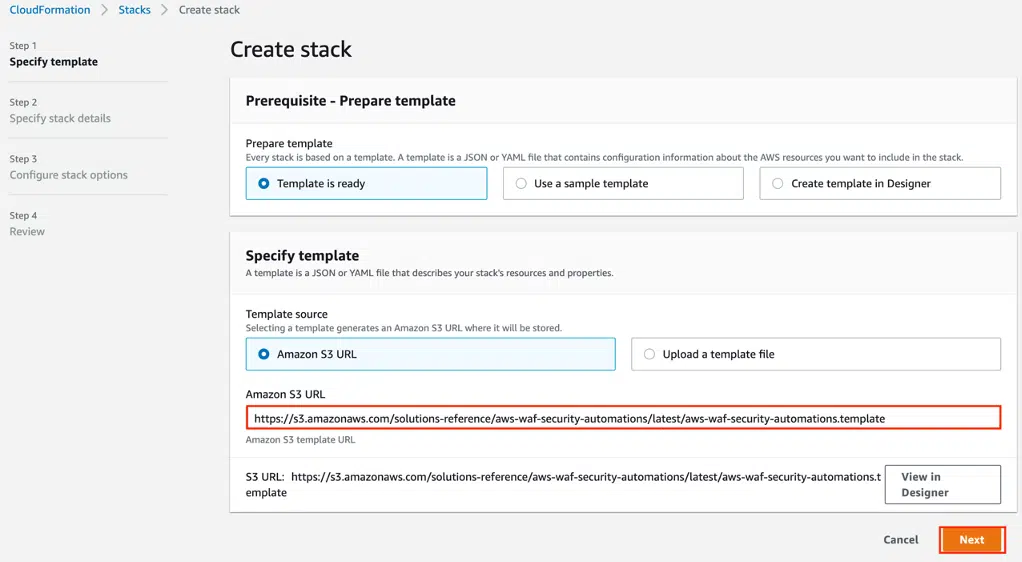 CloudFormation > Stacks > Create stack
Step 1
Specify template
Step 2
Specify stack details
Step 3
Configure stack options
Step 4
Review
Create stack
Prerequisite - Prepare template
Prepare template
Every stack is based on a template. A template is a JSON or YAML file that contains configuration information about the AWS resources you want to include in the stack.
Template is ready
Use a sample template
Create template in Designer
Specify template
A template is a JSON or YAML file that describes your stack's resources and properties.
Template source
Selecting a template generates an Amazon S3 URL where it will be stored.
Amazon S3 URL
Upload a template file
Amazon S3 URL
https://s3.amazonaws.com/solutions-reference/aws-waf-security-automations/latest/aws-waf-security-automations.template
Amazon S3 template URL
S3 URL: https://s3.amazonaws.com/solutions-reference/aws-waf-security-automations/latest/aws-waf-security-automations.t
emplate
View in
Designer
Cancel
Next